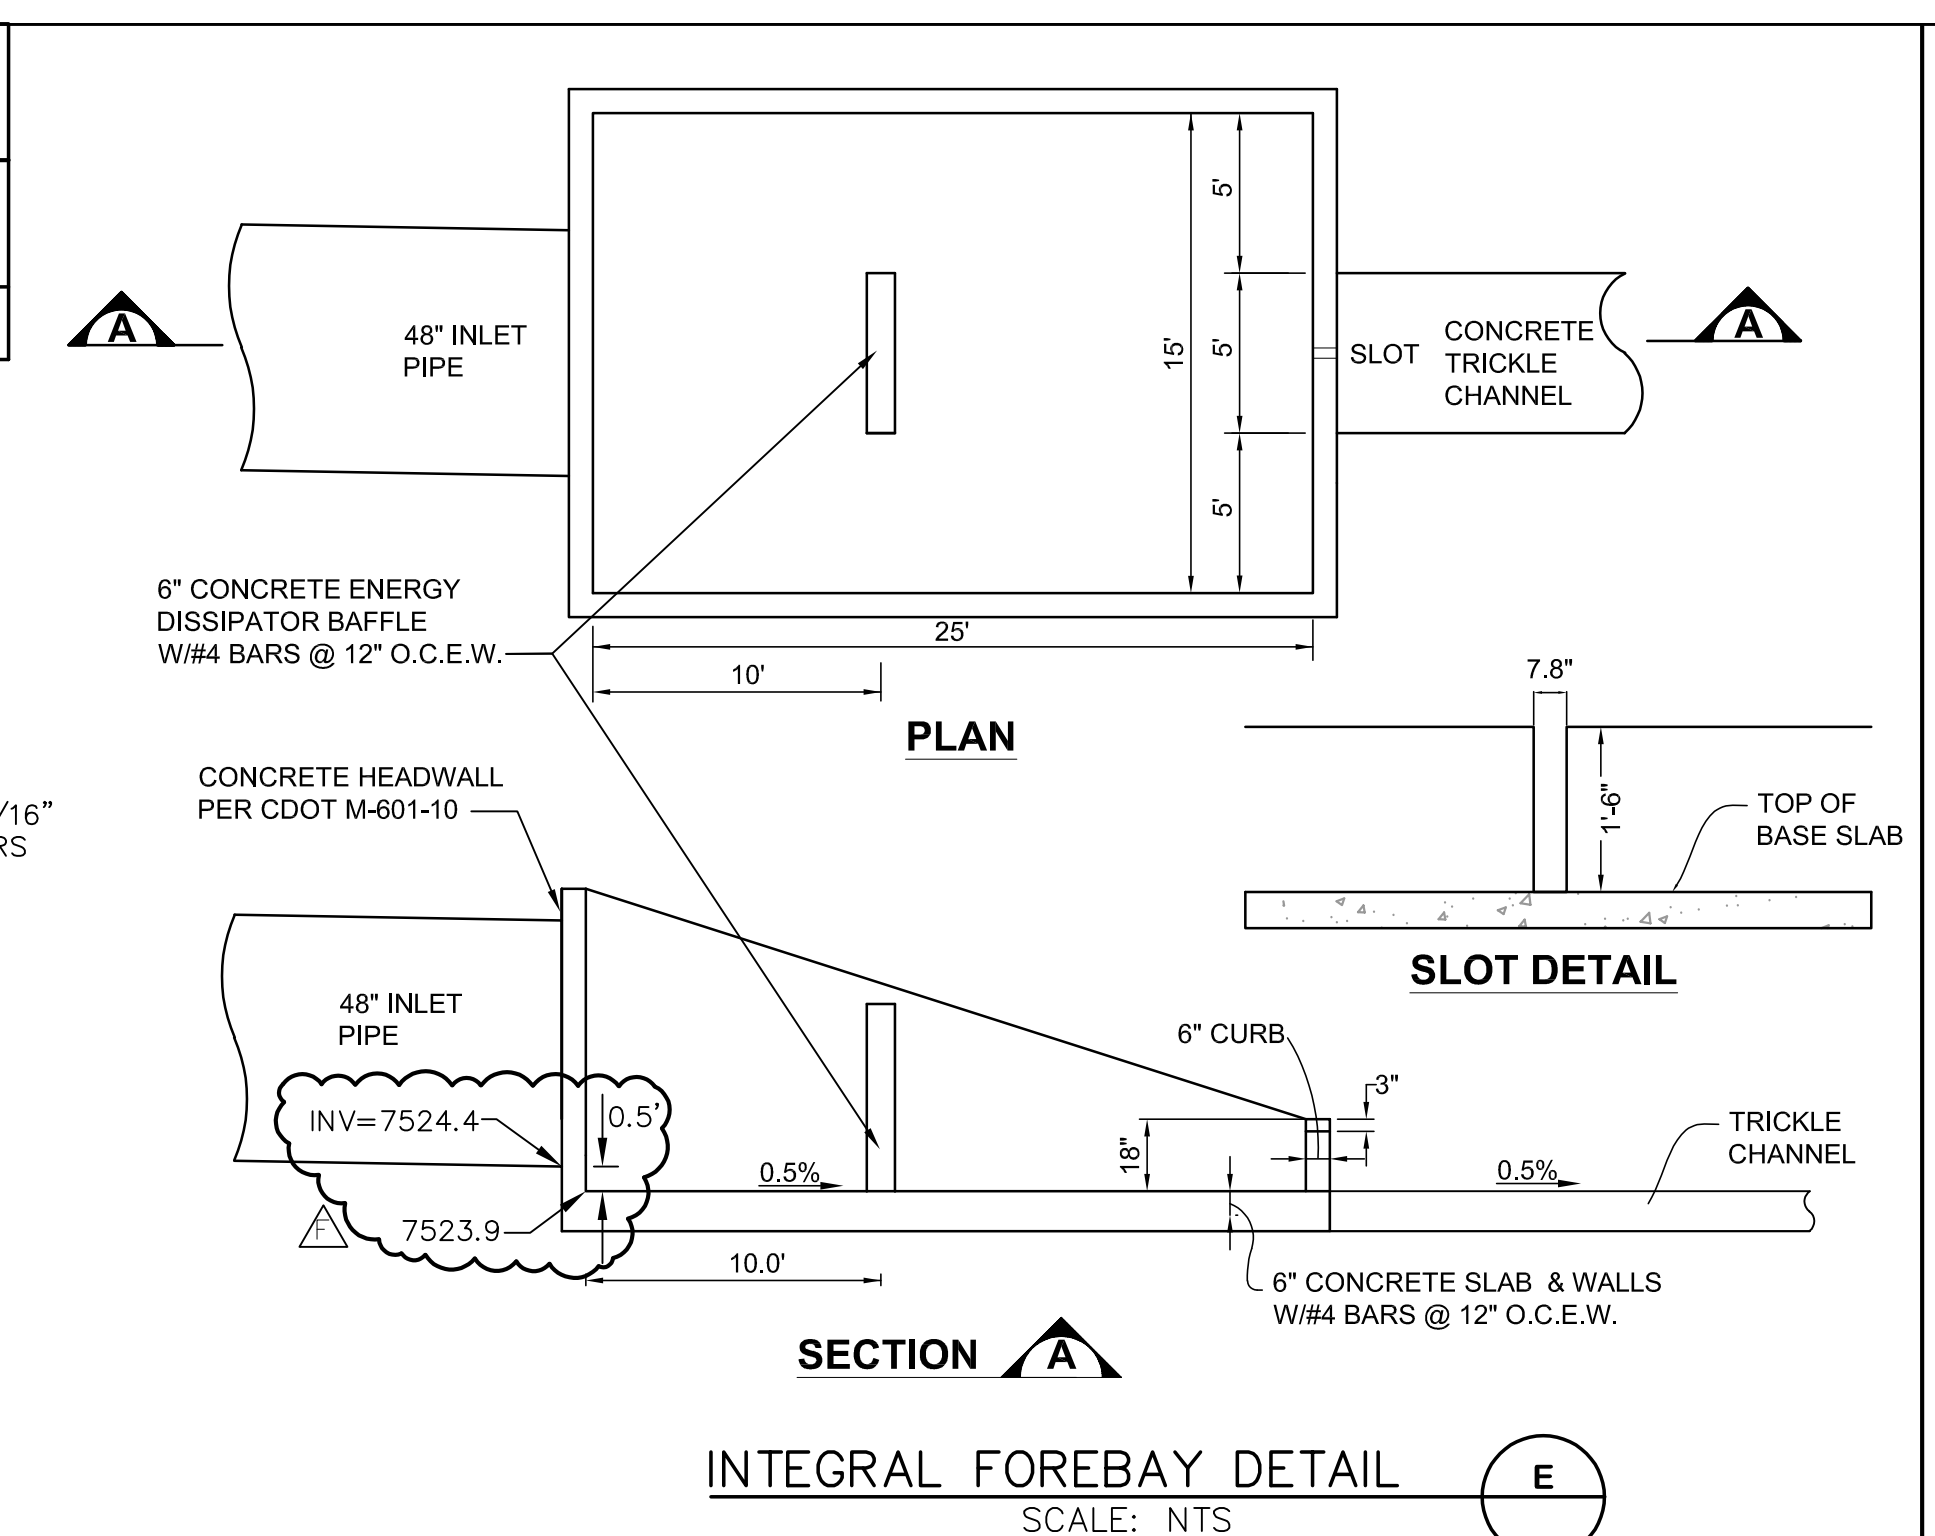 5'
48" INLET
PIPE
A
15'
5'
SLOT
CONCRETE
TRICKLE
CHANNEL
A
5'
6" CONCRETE ENERGY
DISSIPATOR BAFFLE
W/#4 BARS @ 12" O.C.E.W.
25'
10'
PLAN
7.8"
1'-6"
TOP OF
BASE SLAB
SLOT DETAIL
CONCRETE HEADWALL
PER CDOT M-601-10
/16"
RS
48" INLET
PIPE
6" CURB
3"
INV=7524.4
0.5'
18"
0.5%
0.5%
TRICKLE
CHANNEL
F
7523.9
10.0'
6" CONCRETE SLAB & WALLS
W/#4 BARS @ 12" O.C.E.W.
SECTION A
INTEGRAL FOREBAY DETAIL
E
SCALE: NTS